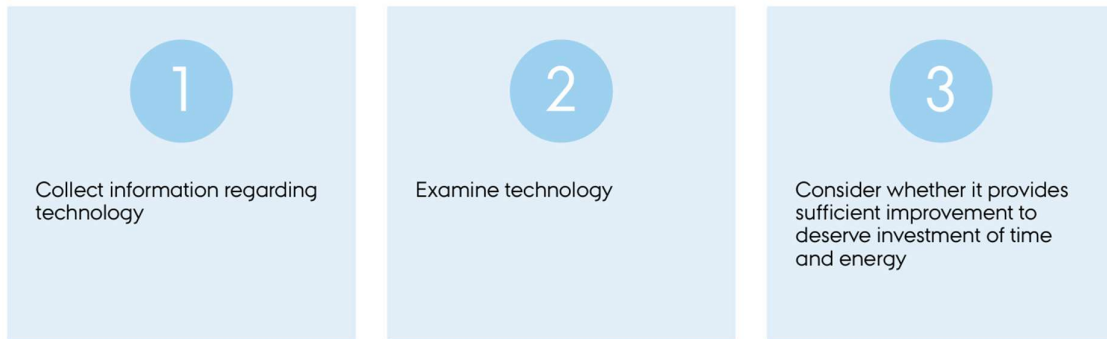 1
Collect information regarding
technology
2
Examine technology
3
Consider whether it provides
sufficient improvement to
deserve investment of time
and energy